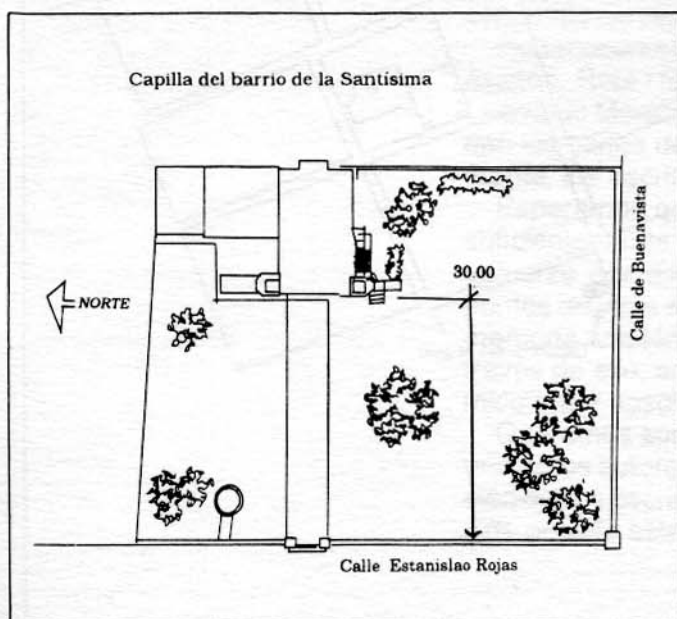 Capilla del barrio de la Santísima
NORTE
30.00
Calle de Buenavista
Calle Estanislao Rojas